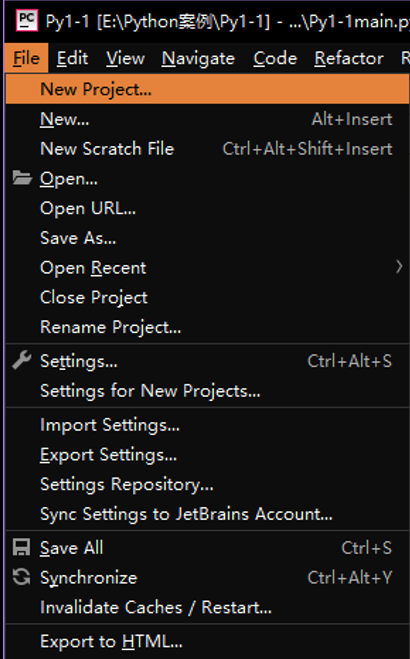 PC Py1-1 [E:\Python案例\Py1-1] - ...\Py1-1main.py
File Edit View Navigate Code Refactor R
New Project...
New... Alt+Insert
New Scratch File Ctrl+Alt+Shift+Insert
Open...
Open URL...
Save As...
Open Recent
Close Project
Rename Project...
Settings... Ctrl+Alt+S
Settings for New Projects...
Import Settings...
Export Settings...
Settings Repository...
Sync Settings to JetBrains Account...
Save All Ctrl+S
Synchronize Ctrl+Alt+Y
Invalidate Caches / Restart...
Export to HTML...